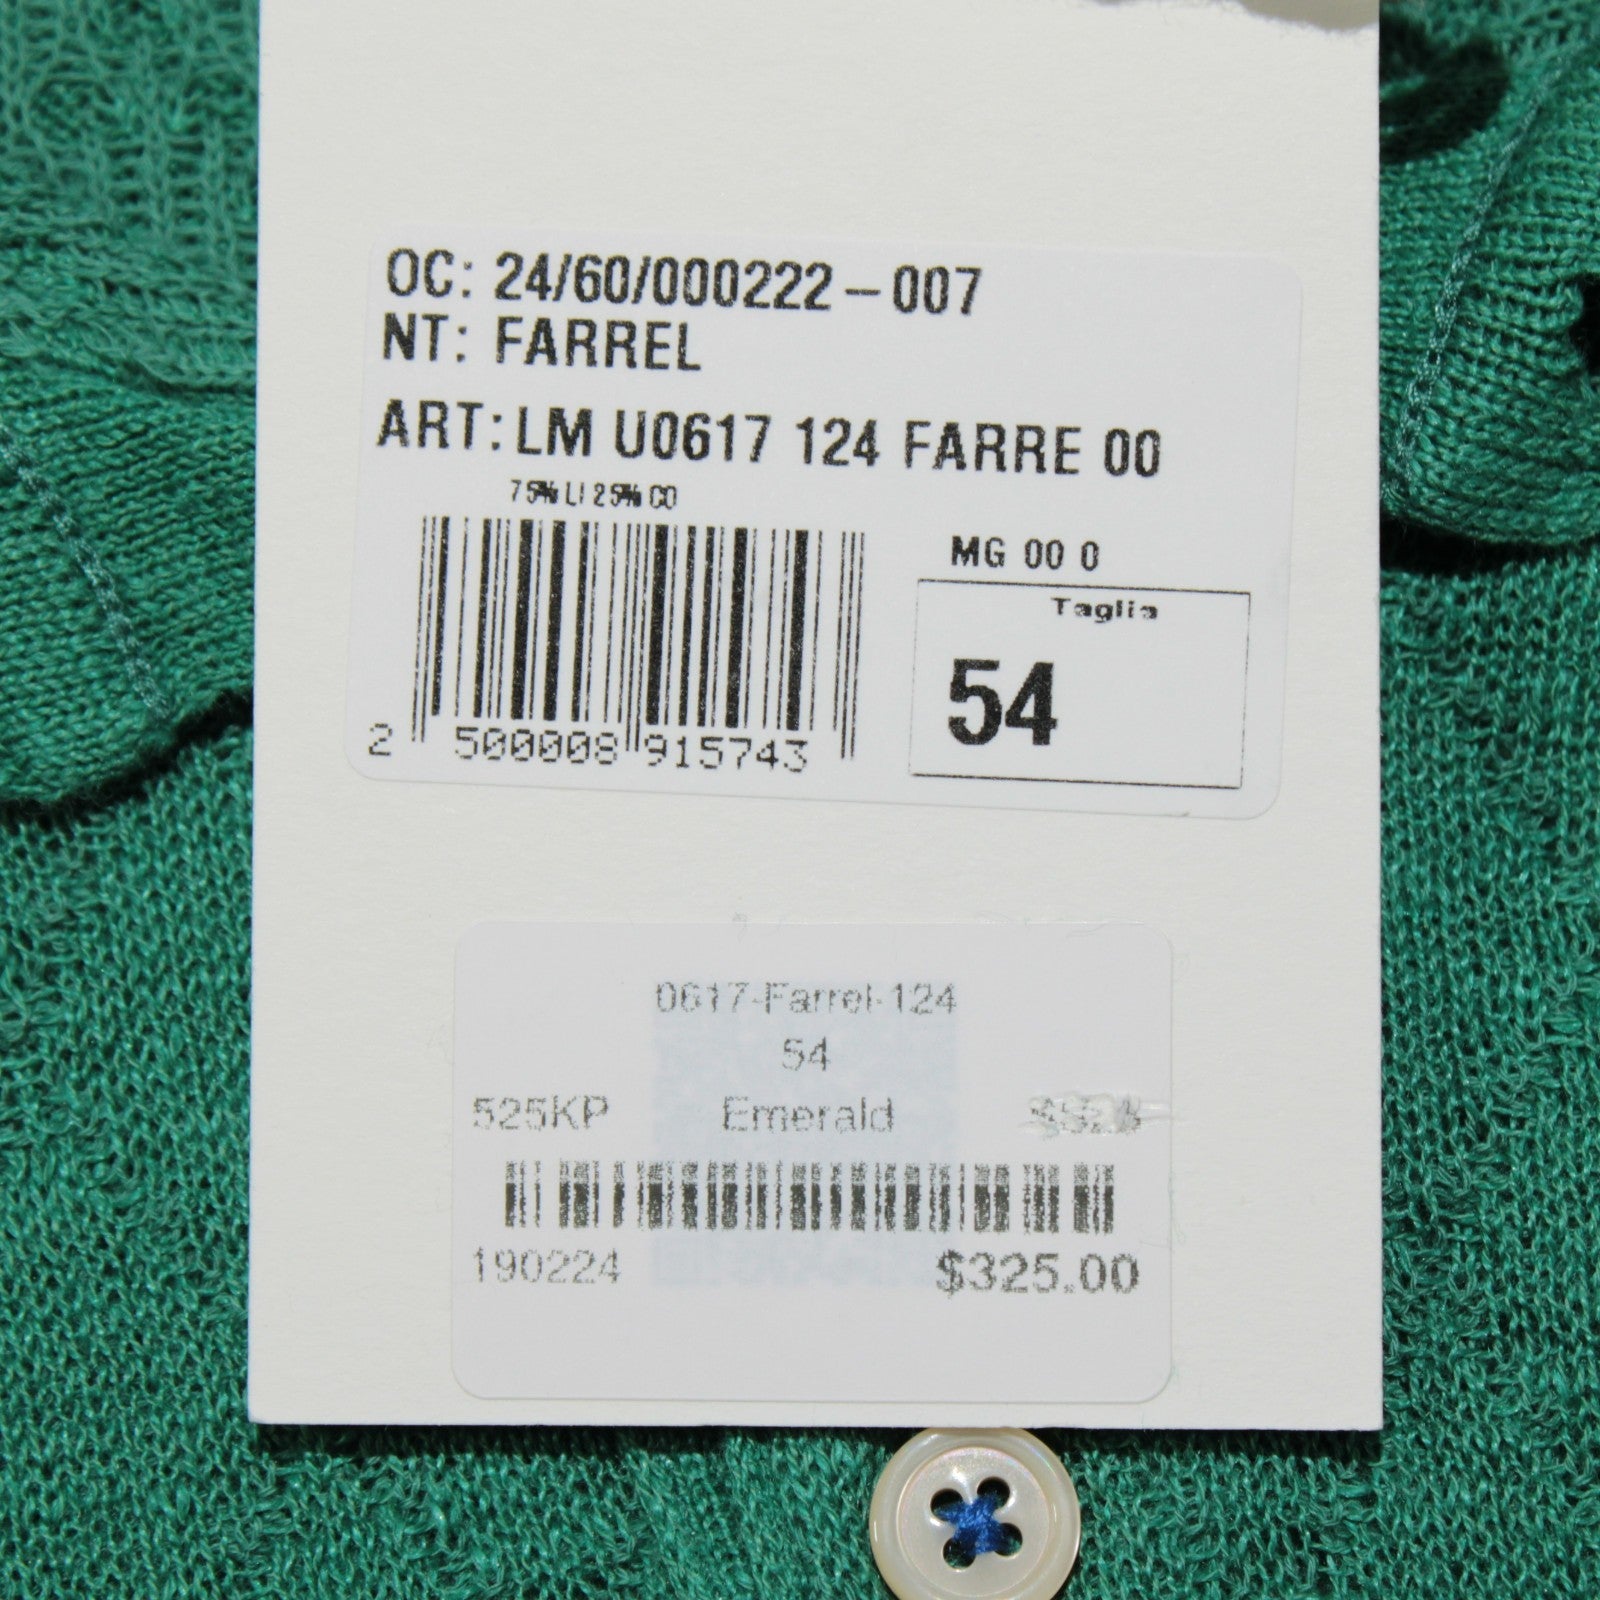 OC: 24/60/000222-007
NT: FARREL
ART: LM U0617 124 FARRE 00
75% LI 25% CO
MG 00 0
Taglia
54
2 500008 915743
0617-Farrel-124
54
525KP Emerald
190224 $325.00